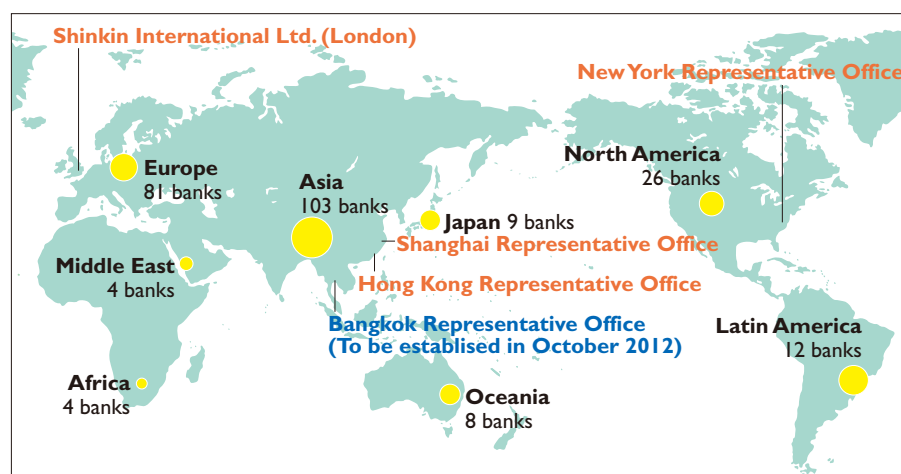 Shinkin International Ltd. (London)
New York Representative Office
Europe
81 banks
Asia
103 banks
North America
26 banks
Japan 9 banks
Shanghai Representative Office
Middle East
4 banks
Hong Kong Representative Office
Bangkok Representative Office
(To be establised in October 2012)
Latin America
12 banks
Africa
4 banks
Oceania
8 banks